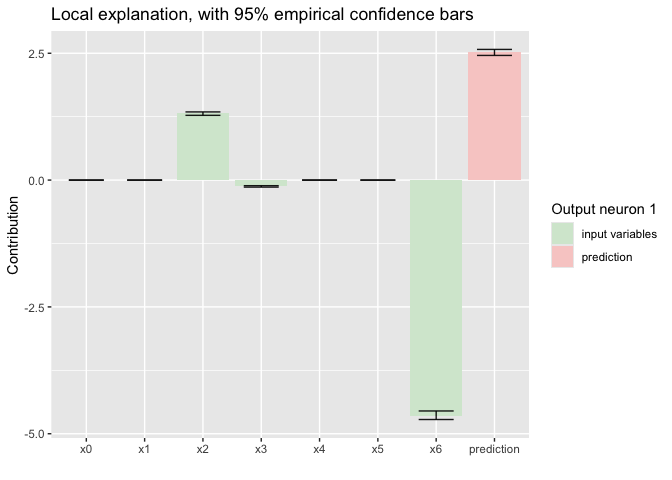 Local explanation, with 95% empirical confidence bars
Contribution
2.5
0.0
-2.5
-5.0
x0 x1 x2 x3 x4 x5 x6 prediction
Output neuron 1
input variables
prediction